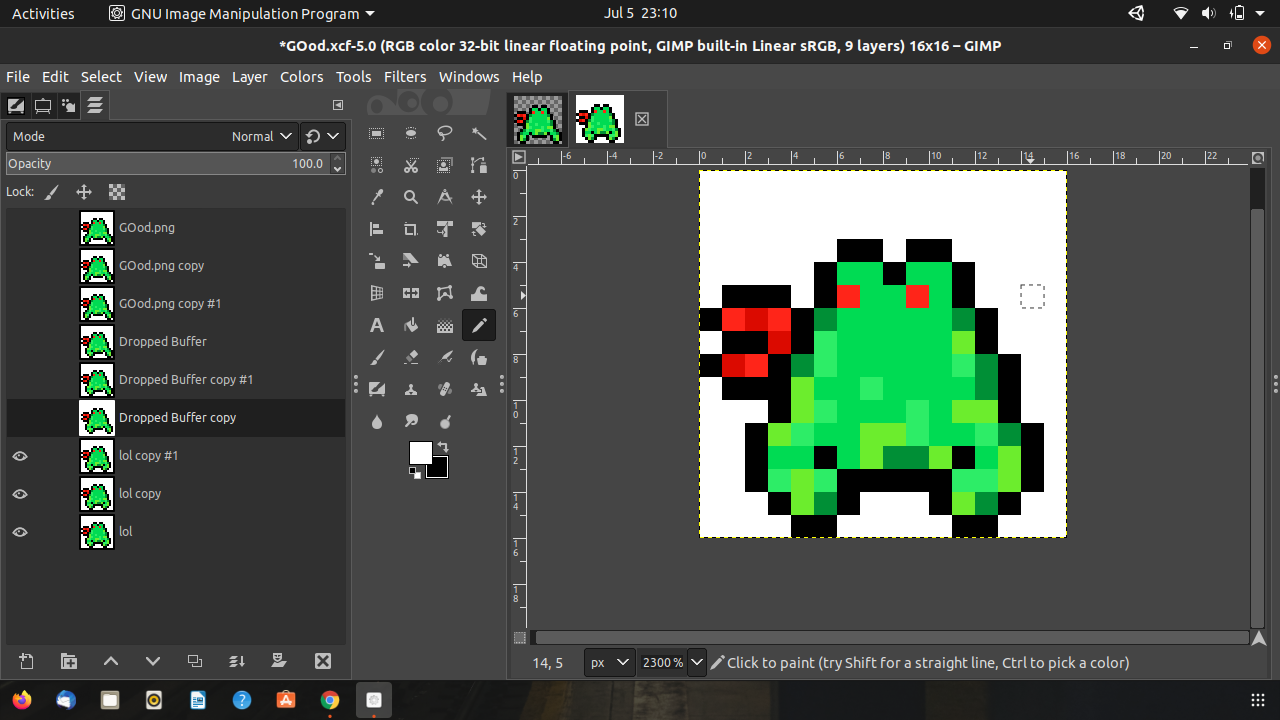 Activities
GNU Image Manipulation Program
Jul 5 23:10
*GOod.xcf-5.0 (RGB color 32-bit linear floating point, GIMP built-in Linear sRGB, 9 layers) 16x16 – GIMP
File Edit Select View Image Layer Colors Tools Filters Windows Help
Mode Normal
Opacity 100.0
Lock:
GOod.png
GOod.png copy
GOod.png copy #1
Dropped Buffer
Dropped Buffer copy #1
Dropped Buffer copy
lol copy #1
lol copy
lol
-6 -4 -2 0 2 4 6 8 10 12 14 16 18 20 22
0
2
4
6
8
10
12
14
16
18
14, 5 px 2300 % Click to paint (try Shift for a straight line, Ctrl to pick a color)